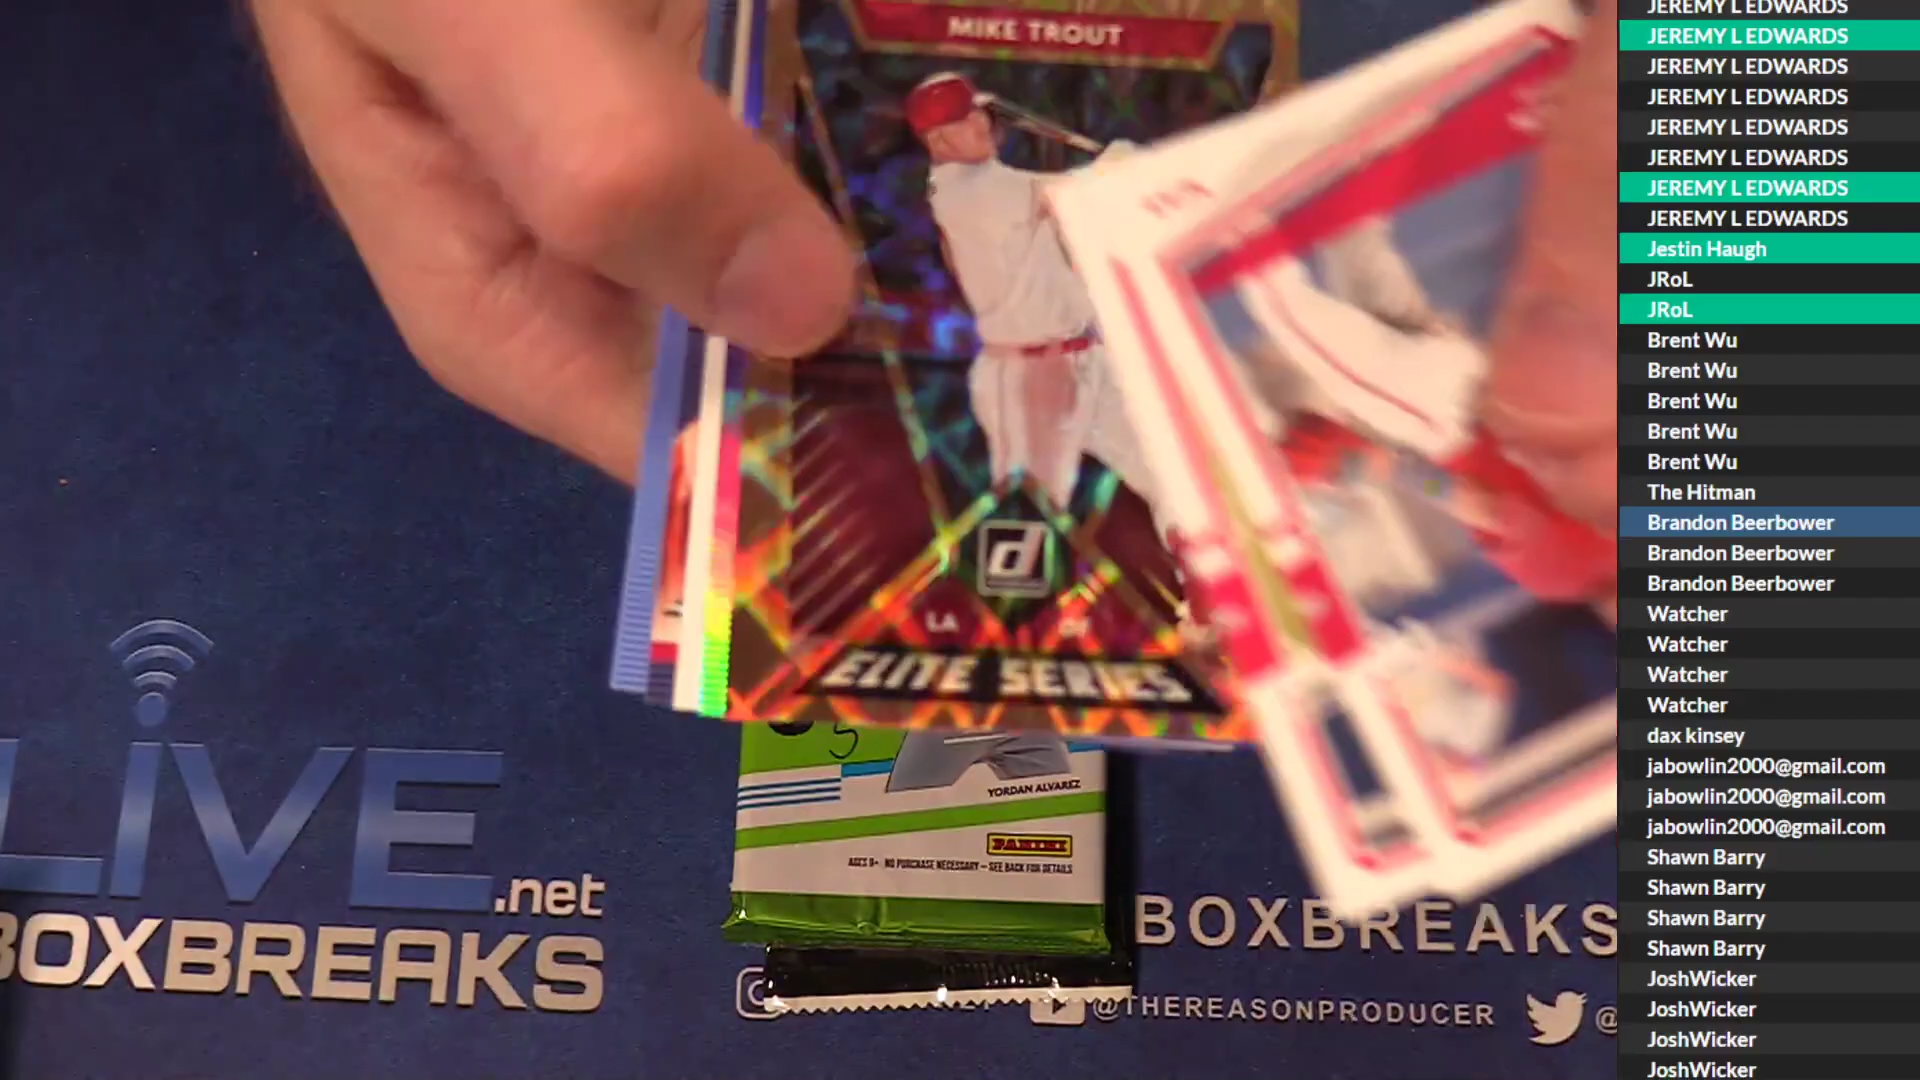 MIKE TROUT
d
LA
ELITE SERIES
5
YORDAN ALVAREZ
PANINI
AGES 9+ NO PURCHASE NECESSARY – SEE BACK FOR DETAILS
LIVE.net
BOXBREAKS
BOXBREAKS
@THEREASONPRODUCER
@
JEREMY L EDWARDS
JEREMY L EDWARDS
JEREMY L EDWARDS
JEREMY L EDWARDS
JEREMY L EDWARDS
JEREMY L EDWARDS
JEREMY L EDWARDS
JEREMY L EDWARDS
Jestin Haugh
JRoL
JRoL
Brent Wu
Brent Wu
Brent Wu
Brent Wu
Brent Wu
The Hitman
Brandon Beerbower
Brandon Beerbower
Brandon Beerbower
Watcher
Watcher
Watcher
Watcher
dax kinsey
jabowlin2000@gmail.com
jabowlin2000@gmail.com
jabowlin2000@gmail.com
Shawn Barry
Shawn Barry
Shawn Barry
Shawn Barry
JoshWicker
JoshWicker
JoshWicker
JoshWicker